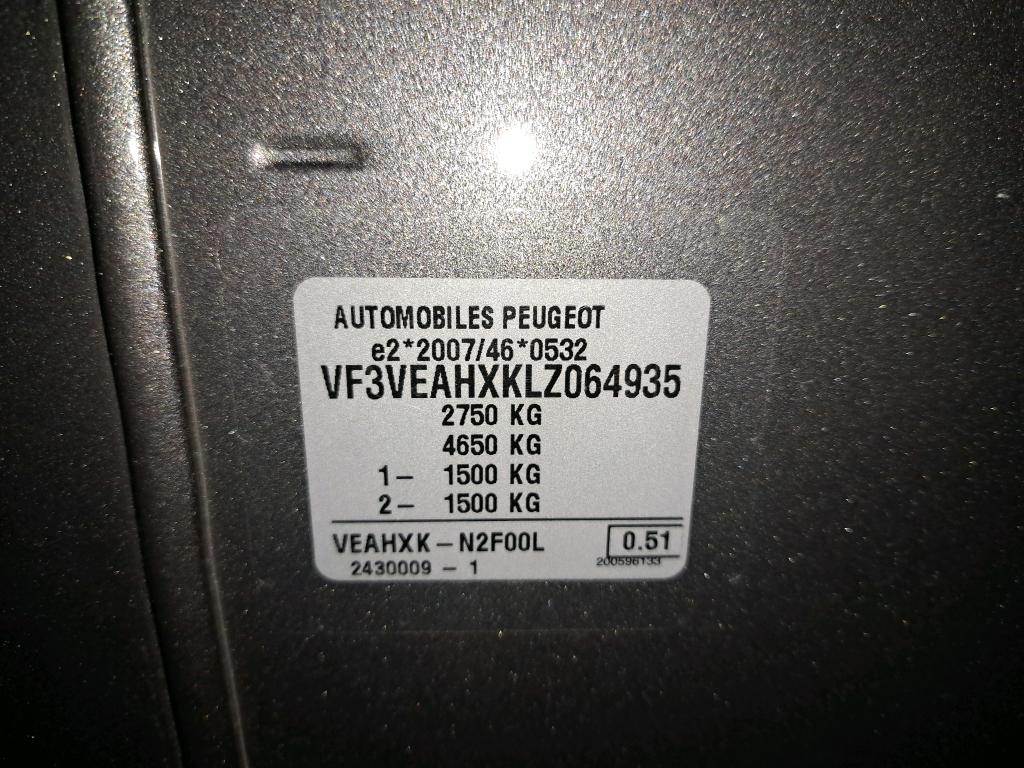 AUTOMOBILES PEUGEOT
e2*2007/46*0532
VF3VEAHXKLZ064935
2750 KG
4650 KG
1- 1500 KG
2- 1500 KG
VEAHXK-N2F00L 0.51
2430009 - 1 200596133